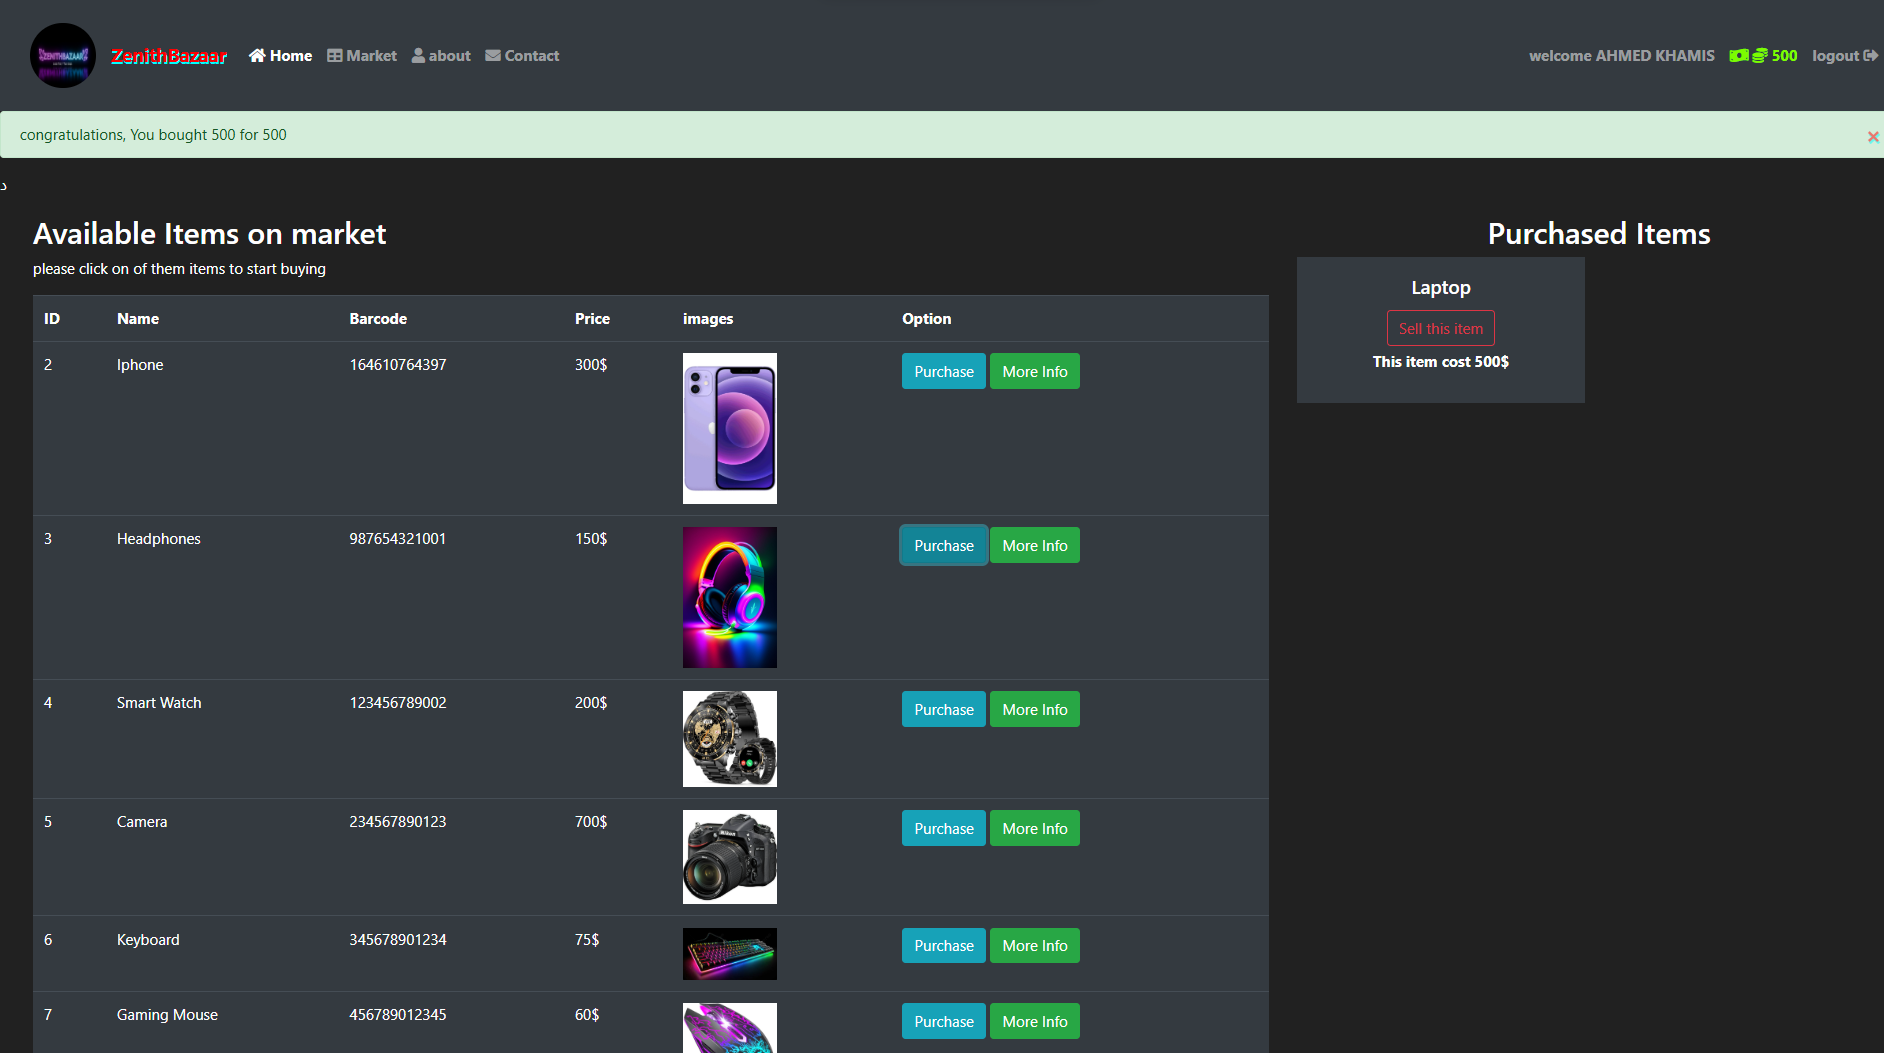 ZENITHBAZAAR
ZenithBazaar Home Market about Contact welcome AHMED KHAMIS 500 logout
congratulations, You bought 500 for 500 ×
د
Available Items on market
please click on of them items to start buying
ID Name Barcode Price images Option
2 Iphone 164610764397 300$ Purchase More Info
3 Headphones 987654321001 150$ Purchase More Info
4 Smart Watch 123456789002 200$ Purchase More Info
5 Camera 234567890123 700$ Purchase More Info
6 Keyboard 345678901234 75$ Purchase More Info
7 Gaming Mouse 456789012345 60$ Purchase More Info
Purchased Items
Laptop
Sell this item
This item cost 500$